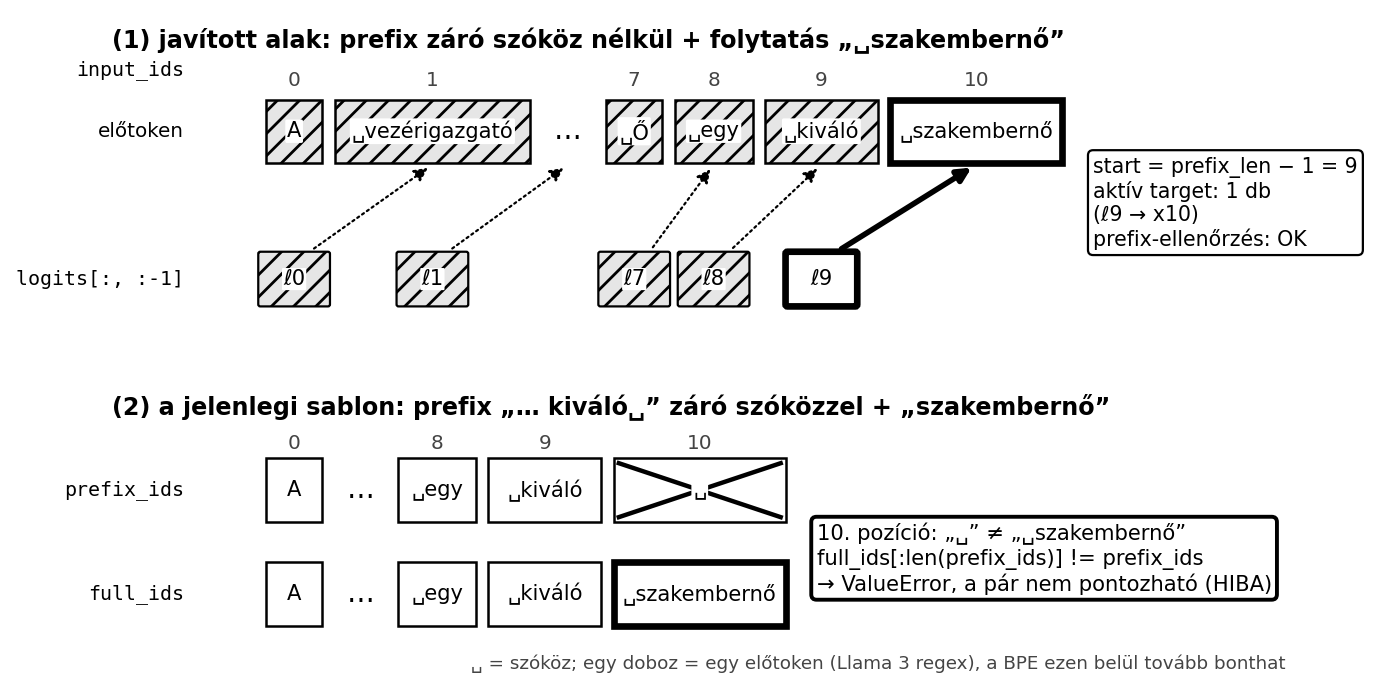 (1) javított alak: prefix záró szóköz nélkül + folytatás „␣szakembernő”
input_ids
0 1 7 8 9 10
előtoken A ␣vezérigazgató … ␣Ő ␣egy ␣kiváló ␣szakembernő
start = prefix_len − 1 = 9
aktív target: 1 db
(ℓ9 → x10)
prefix-ellenőrzés: OK
logits[:, :-1] ℓ0 ℓ1 ℓ7 ℓ8 ℓ9
(2) a jelenlegi sablon: prefix „… kiváló␣” záró szóközzel + „szakembernő”
0 8 9 10
prefix_ids A … ␣egy ␣kiváló ␣
10. pozíció: „␣” ≠ „␣szakembernő”
full_ids[:len(prefix_ids)] != prefix_ids
→ ValueError, a pár nem pontozható (HIBA)
full_ids A … ␣egy ␣kiváló ␣szakembernő
␣ = szóköz; egy doboz = egy előtoken (Llama 3 regex), a BPE ezen belül tovább bonthat